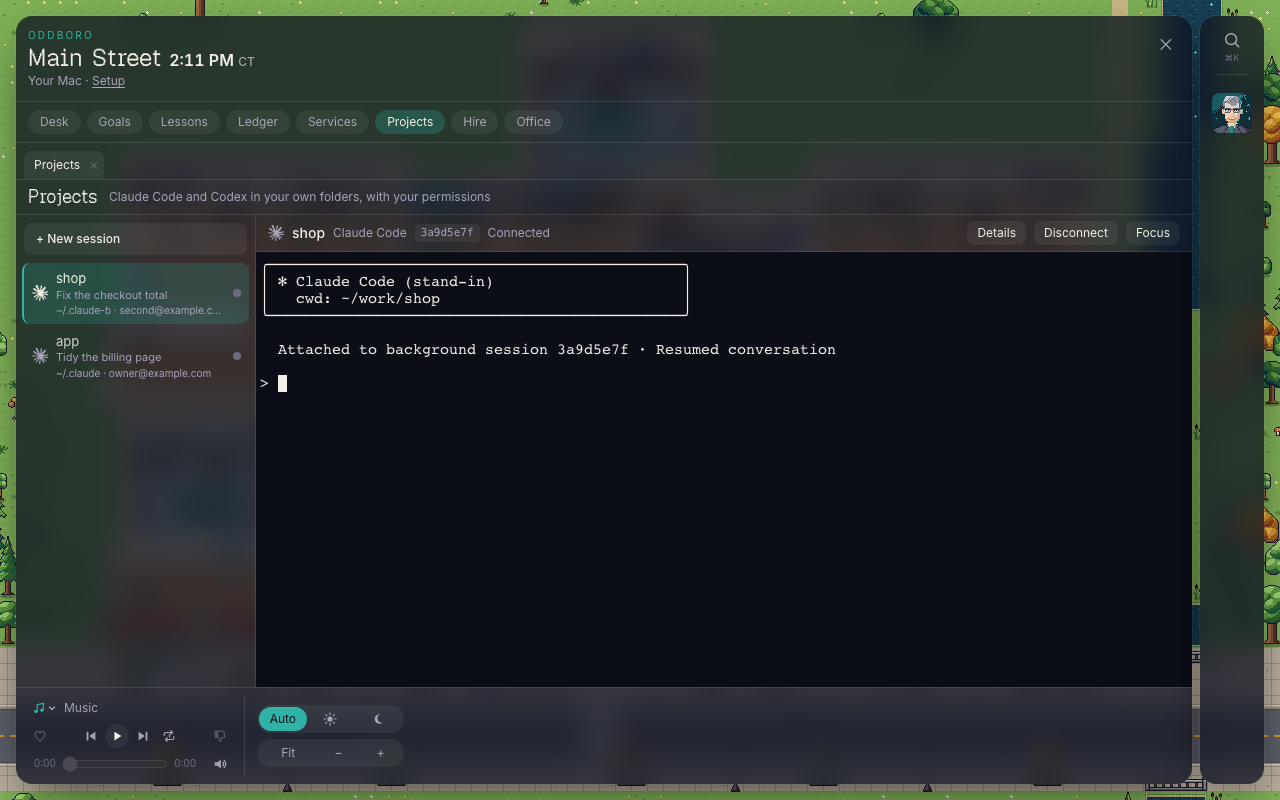 ODDBORO
Main Street 2:11 PM CT
Your Mac · Setup
⌘K
Desk Goals Lessons Ledger Services Projects Hire Office
Projects
Projects Claude Code and Codex in your own folders, with your permissions
+ New session
shop Claude Code 3a9d5e7f Connected
Details Disconnect Focus
shop
Fix the checkout total
~/.claude-b · second@example.c...
app
Tidy the billing page
~/.claude · owner@example.com
✻ Claude Code (stand-in)
cwd: ~/work/shop
Attached to background session 3a9d5e7f · Resumed conversation
>
Music
0:00 0:00
Auto
Fit − +